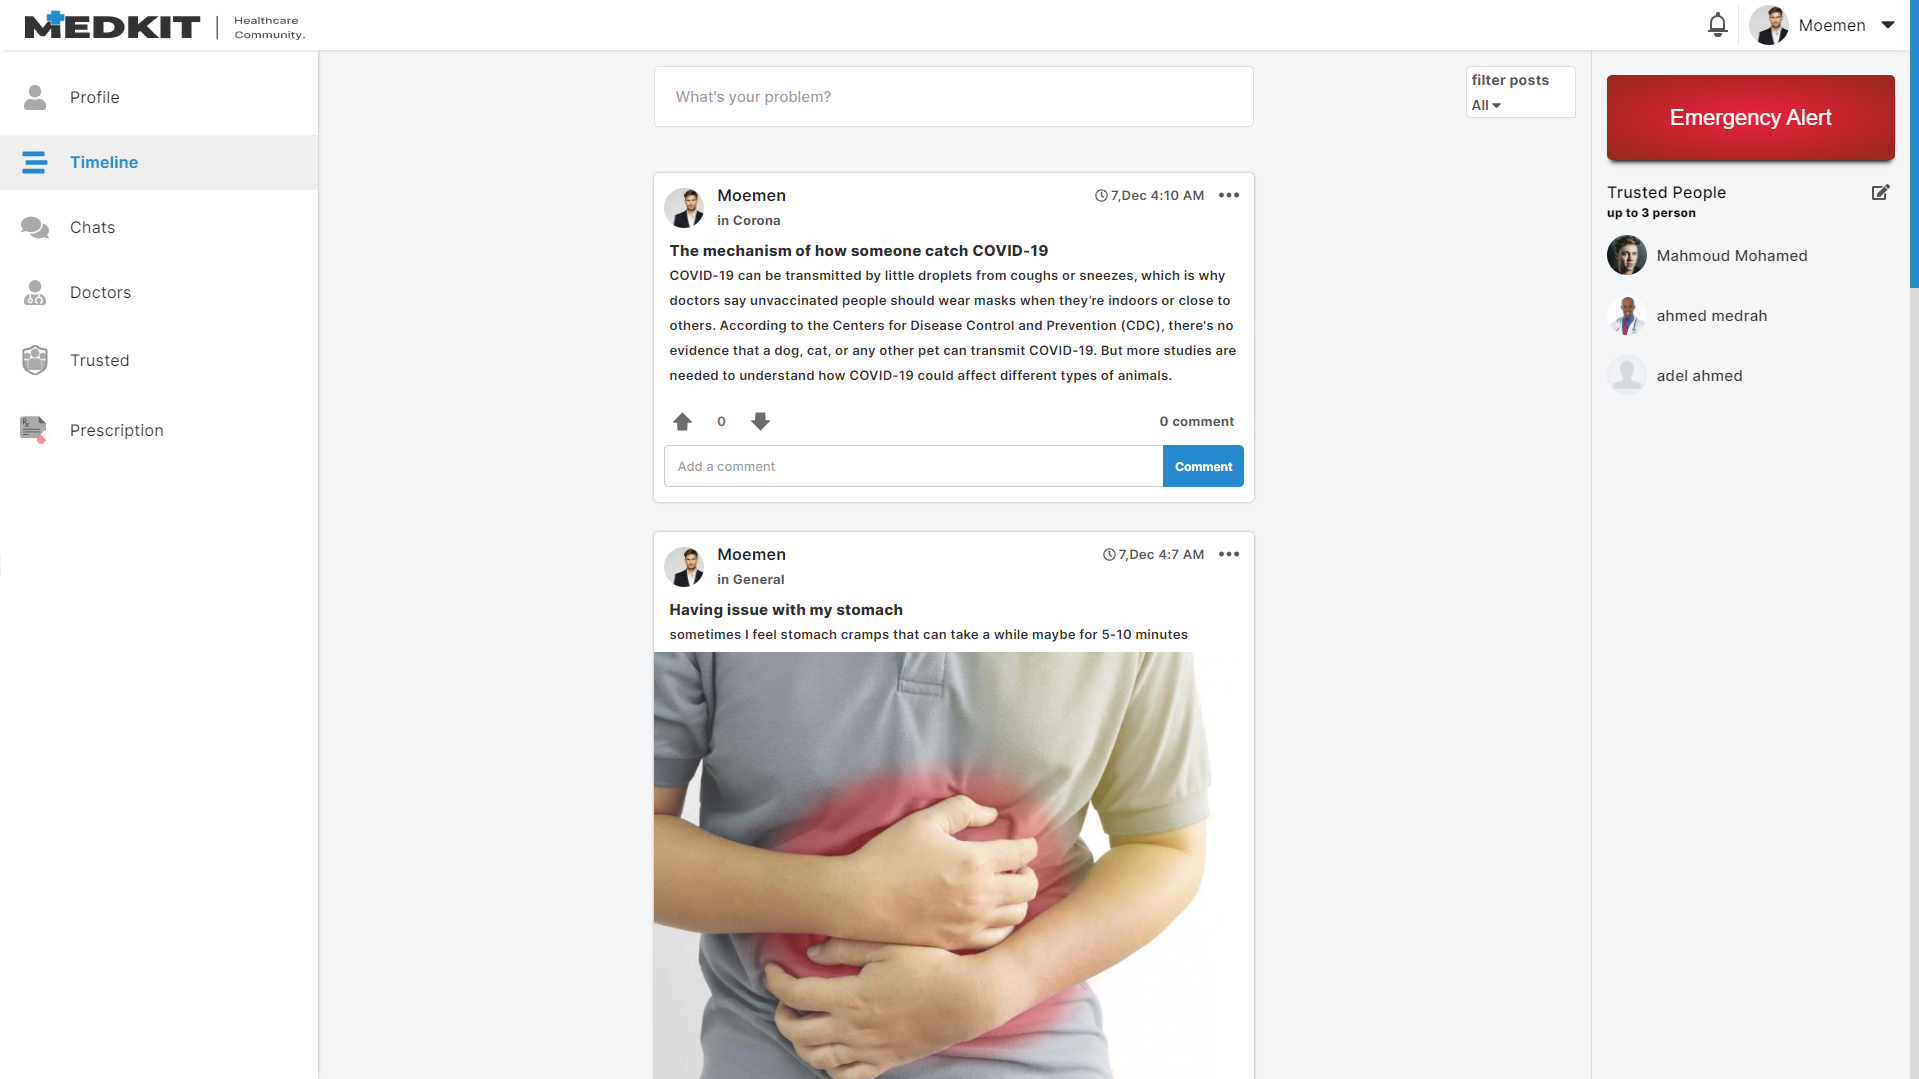 MEDKIT
Healthcare
Community.
Moemen
Profile
Timeline
Chats
Doctors
Trusted
Prescription
What's your problem?
filter posts
All
Moemen
7,Dec 4:10 AM
in Corona
The mechanism of how someone catch COVID-19
COVID-19 can be transmitted by little droplets from coughs or sneezes, which is why
doctors say unvaccinated people should wear masks when they’re indoors or close to
others. According to the Centers for Disease Control and Prevention (CDC), there's no
evidence that a dog, cat, or any other pet can transmit COVID-19. But more studies are
needed to understand how COVID-19 could affect different types of animals.
0
0 comment
Add a comment
Comment
Moemen
7,Dec 4:7 AM
in General
Having issue with my stomach
sometimes I feel stomach cramps that can take a while maybe for 5-10 minutes
Emergency Alert
Trusted People
up to 3 person
Mahmoud Mohamed
ahmed medrah
adel ahmed